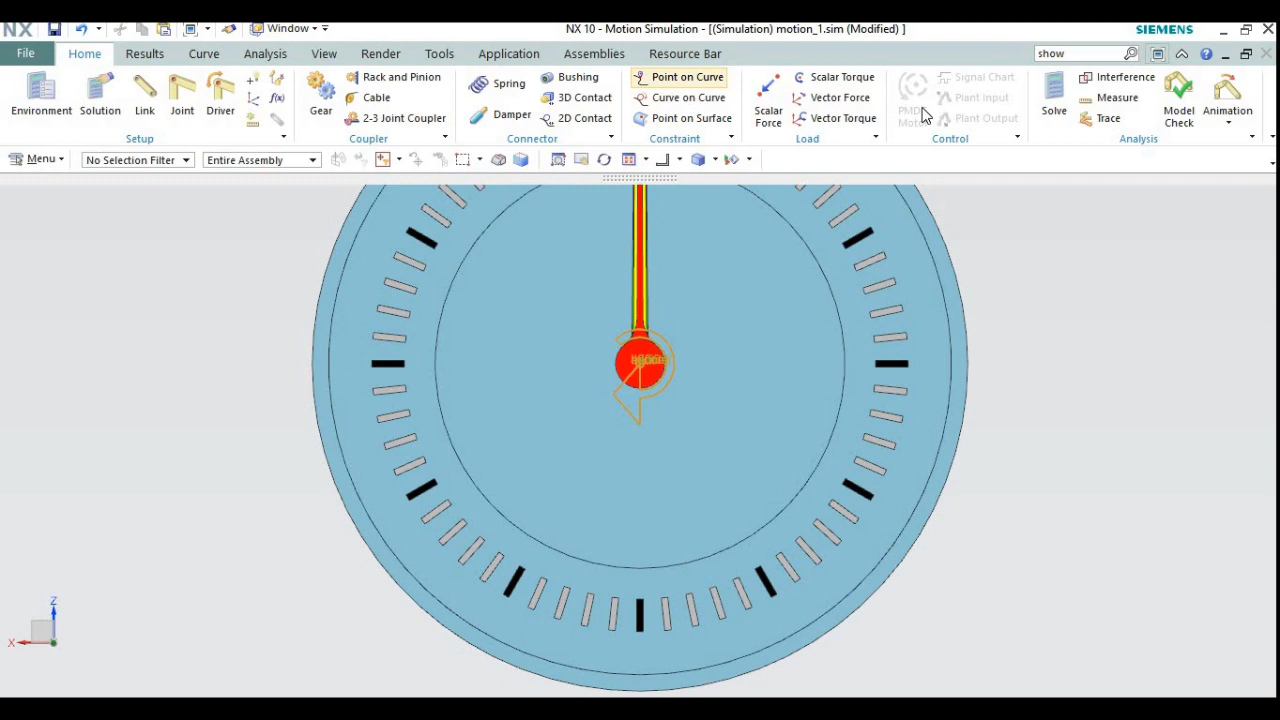 NX Window NX 10 - Motion Simulation - [(Simulation) motion_1.sim (Modified) ] SIEMENS
File Home Results Curve Analysis View Render Tools Application Assemblies Resource Bar show
Environment Solution Link Joint Driver f(x)
Setup
Gear Rack and Pinion
Cable
2-3 Joint Coupler
Coupler
Spring Bushing
3D Contact
Damper 2D Contact
Connector
Point on Curve
Curve on Curve
Point on Surface
Constraint
Scalar Force
Scalar Torque
Vector Force
Vector Torque
Load
PMDC Motor
Signal Chart
Plant Input
Plant Output
Control
Solve Interference
Measure
Trace
Model Check
Animation
Analysis
Menu No Selection Filter Entire Assembly
Z
X